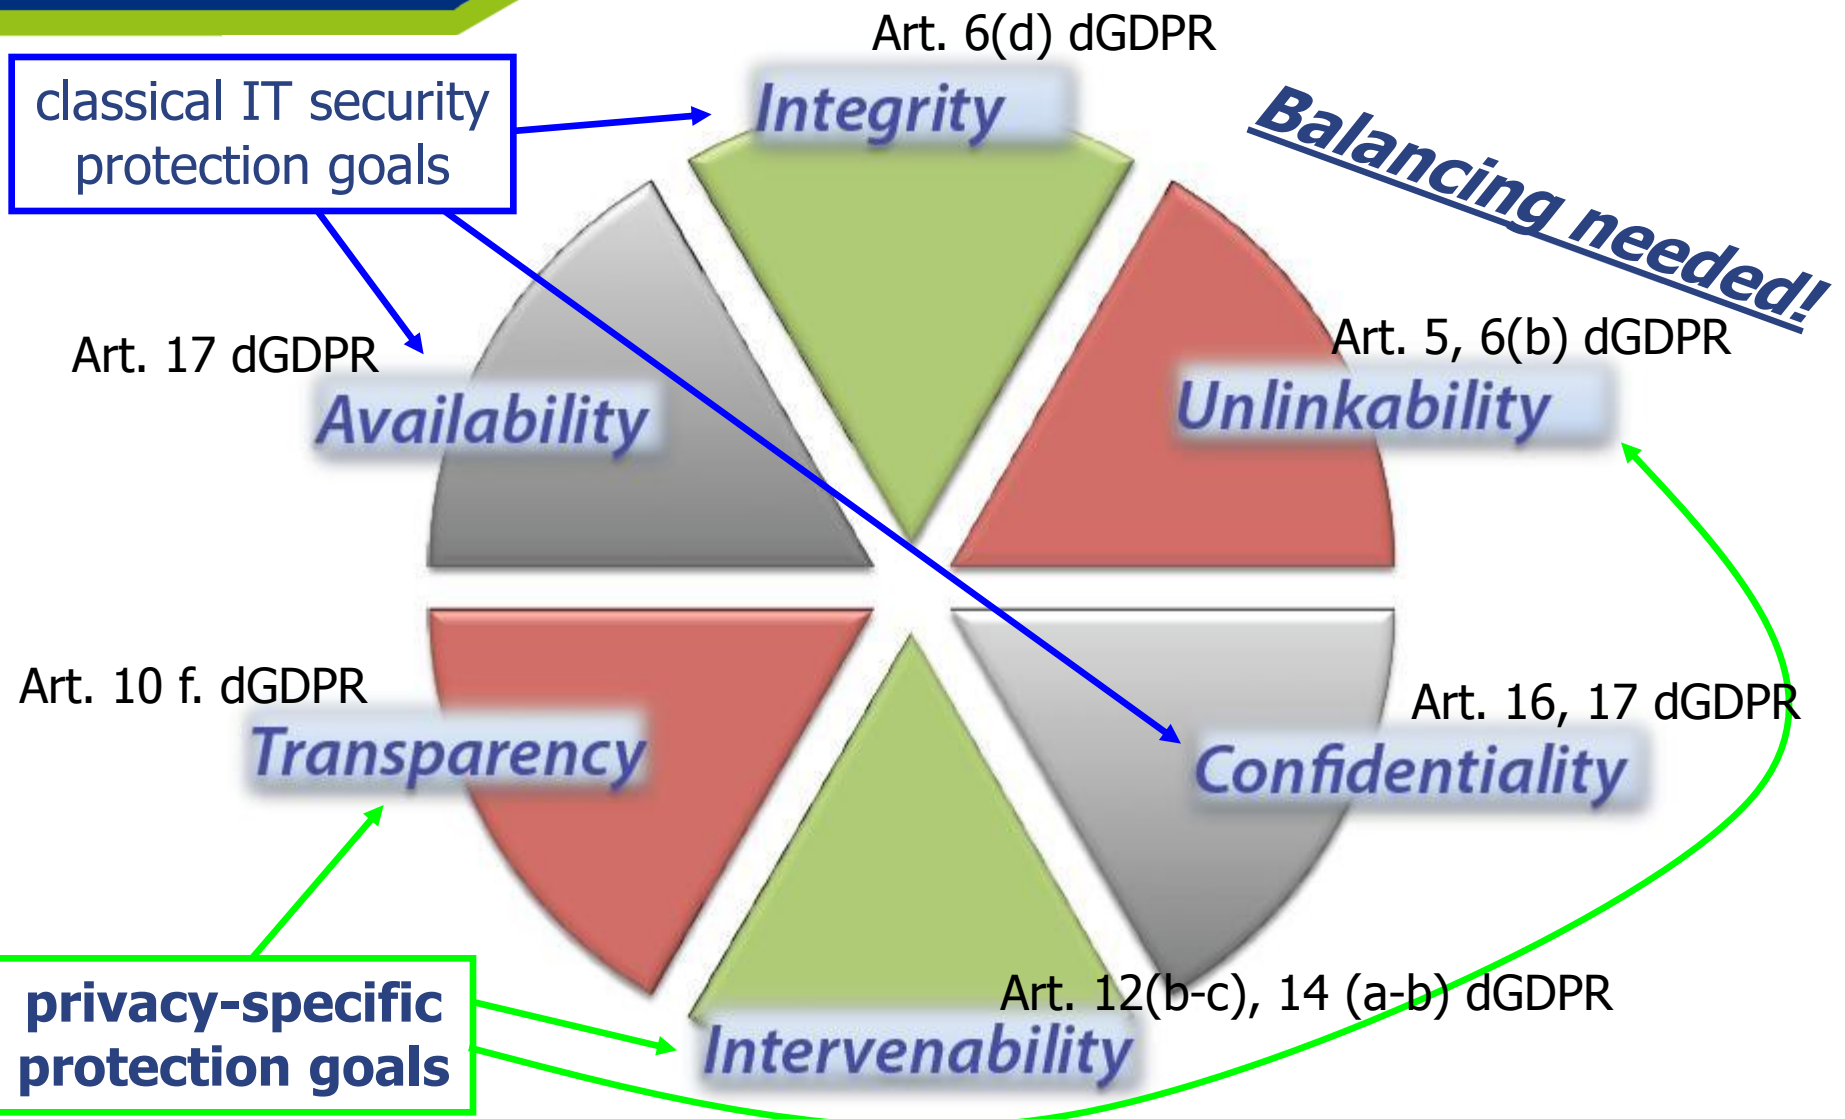 Art. 6(d) dGDPR
classical IT security
protection goals
Integrity
Balancing needed!
Art. 17 dGDPR
Availability
Art. 5, 6(b) dGDPR
Unlinkability
Art. 10 f. dGDPR
Transparency
Art. 16, 17 dGDPR
Confidentiality
privacy-specific
protection goals
Art. 12(b-c), 14 (a-b) dGDPR
Intervenability